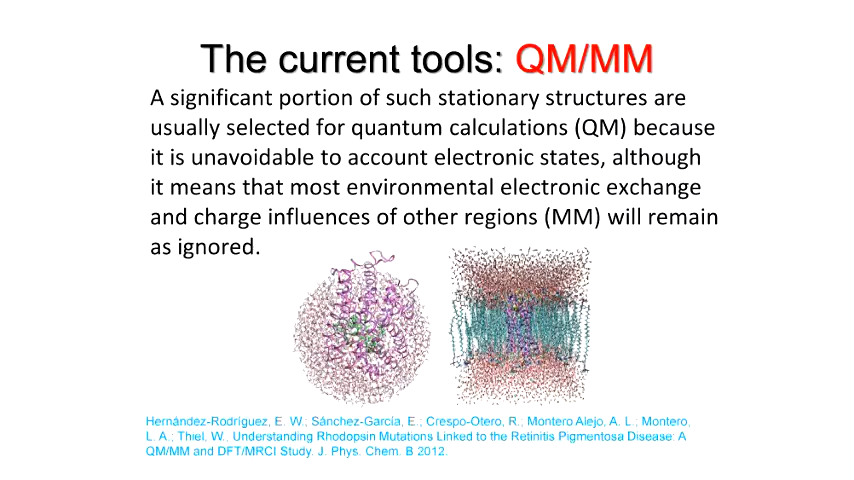 The current tools: QM/MM
A significant portion of such stationary structures are
usually selected for quantum calculations (QM) because
it is unavoidable to account electronic states, although
it means that most environmental electronic exchange
and charge influences of other regions (MM) will remain
as ignored.
Hernández-Rodríguez, E. W.; Sánchez-García, E.; Crespo-Otero, R.; Montero Alejo, A. L.; Montero,
L. A.; Thiel, W., Understanding Rhodopsin Mutations Linked to the Retinitis Pigmentosa Disease: A
QM/MM and DFT/MRCI Study. J. Phys. Chem. B 2012.